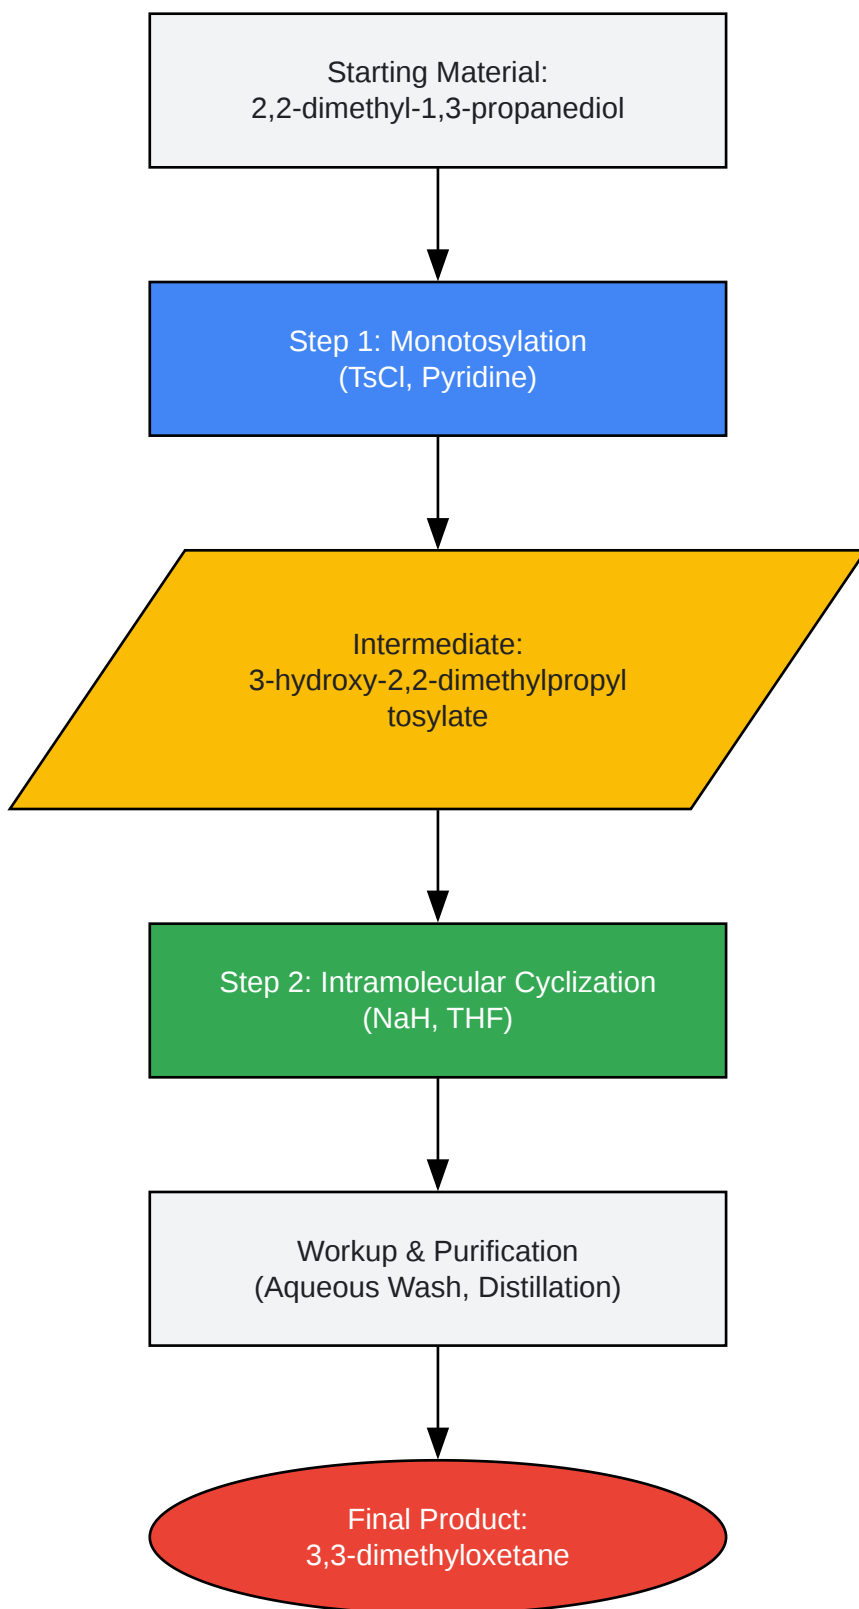 Starting Material:
2,2-dimethyl-1,3-propanediol
Step 1: Monotosylation
(TsCl, Pyridine)
Intermediate:
3-hydroxy-2,2-dimethylpropyl
tosylate
Step 2: Intramolecular Cyclization
(NaH, THF)
Workup & Purification
(Aqueous Wash, Distillation)
Final Product:
3,3-dimethyloxetane